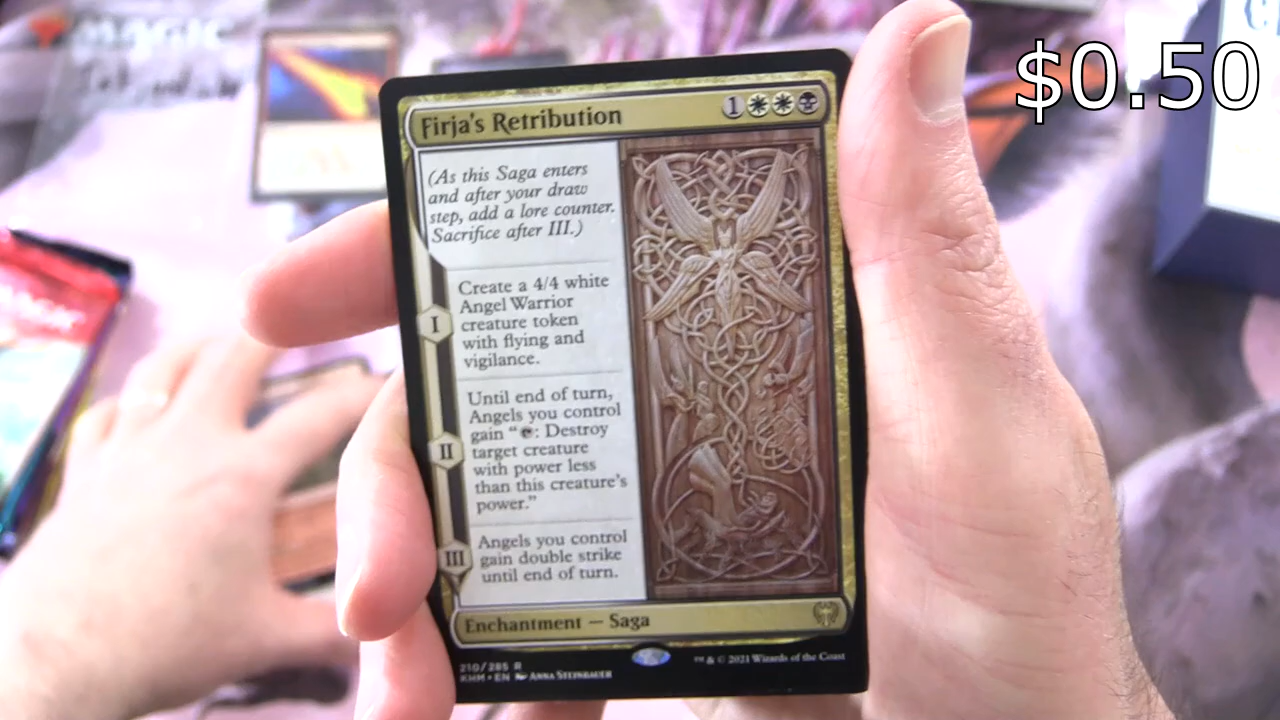 MAGIC
$0.50
Firja's Retribution 1
(As this Saga enters
and after your draw
step, add a lore counter.
Sacrifice after III.)
I
Create a 4/4 white
Angel Warrior
creature token
with flying and
vigilance.
II
Until end of turn,
Angels you control
gain “: Destroy
target creature
with power less
than this creature's
power.”
III
Angels you control
gain double strike
until end of turn.
Enchantment — Saga
210/285 R
KHM • EN Anna Steinbauer
™ & © 2021 Wizards of the Coast